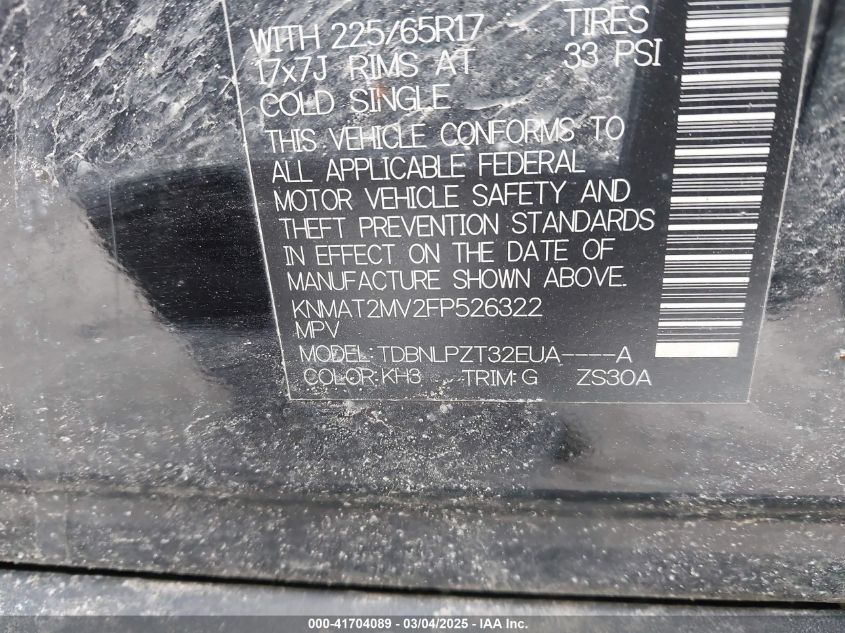 WITH 225/65R17 TIRES
17x7J RIMS AT 33 PSI
COLD SINGLE
THIS VEHICLE CONFORMS TO
ALL APPLICABLE FEDERAL
MOTOR VEHICLE SAFETY AND
THEFT PREVENTION STANDARDS
IN EFFECT ON THE DATE OF
MANUFACTURE SHOWN ABOVE.
KNMAT2MV2FP526322
MPV
MODEL: TDBNLPZT32EUA----A
COLOR: KH3 TRIM: G ZS30A
000-41704089 - 03/04/2025 - IAAI.com